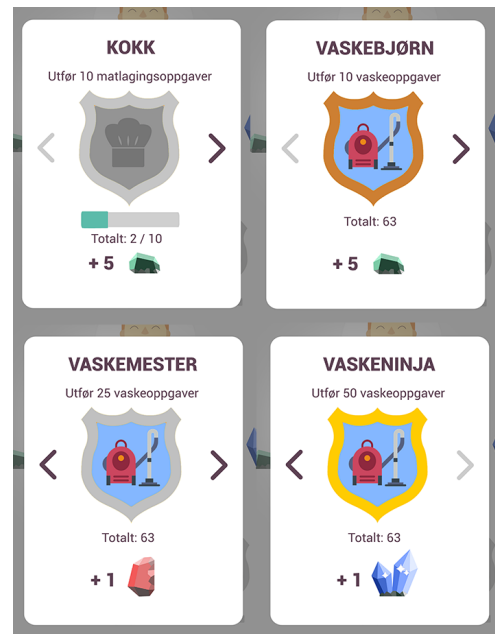 KOKK
Utfør 10 matlagingsoppgaver
Totalt: 2 / 10
+ 5
VASKEBJØRN
Utfør 10 vaskeoppgaver
Totalt: 63
+ 5
VASKEMESTER
Utfør 25 vaskeoppgaver
Totalt: 63
+ 1
VASKENINJA
Utfør 50 vaskeoppgaver
Totalt: 63
+ 1